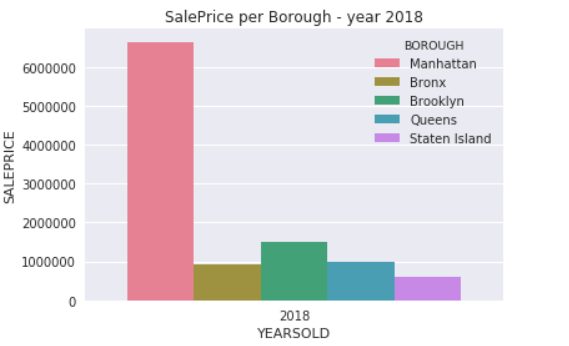 SalePrice per Borough - year 2018
BOROUGH
Manhattan
Bronx
Brooklyn
Queens
Staten Island
SALEPRICE
6000000
5000000
4000000
3000000
2000000
1000000
0
2018
YEARSOLD